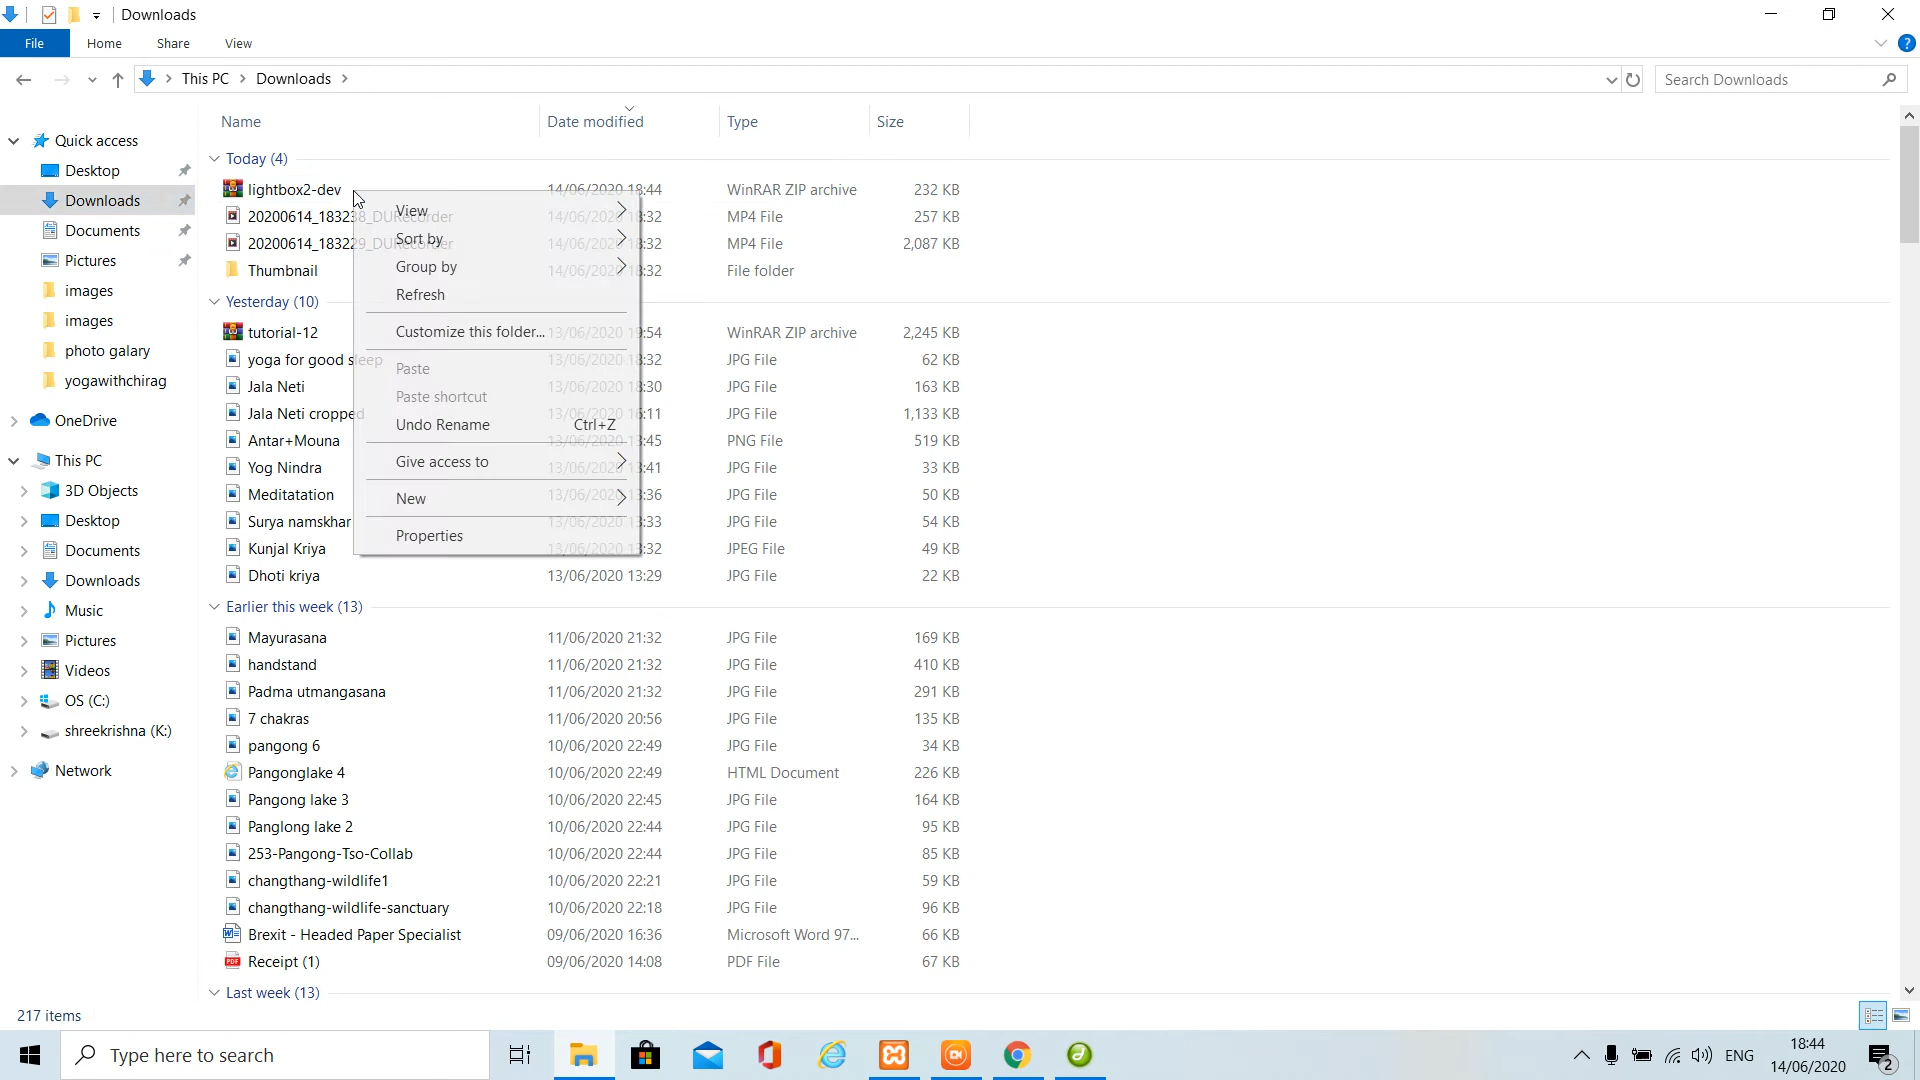 Downloads
File Home Share View
This PC > Downloads > Search Downloads
Name Date modified Type Size
Quick access
Desktop
Downloads
Documents
Pictures
images
images
photo galary
yogawithchirag
OneDrive
This PC
3D Objects
Desktop
Documents
Downloads
Music
Pictures
Videos
OS (C:)
shreekrishna (K:)
Network
Today (4)
lightbox2-dev 14/06/2020 18:44 WinRAR ZIP archive 232 KB
20200614_183238_DURecorder 14/06/2020 18:32 MP4 File 257 KB
20200614_183229_DURecorder 14/06/2020 18:32 MP4 File 2,087 KB
Thumbnail 14/06/2020 18:32 File folder
Yesterday (10)
tutorial-12 13/06/2020 19:54 WinRAR ZIP archive 2,245 KB
yoga for good sleep 13/06/2020 18:32 JPG File 62 KB
Jala Neti 13/06/2020 18:30 JPG File 163 KB
Jala Neti cropped 13/06/2020 16:11 JPG File 1,133 KB
Antar+Mouna 13/06/2020 13:45 PNG File 519 KB
Yog Nindra 13/06/2020 13:41 JPG File 33 KB
Meditatation 13/06/2020 13:36 JPG File 50 KB
Surya namskhar 13/06/2020 13:33 JPG File 54 KB
Kunjal Kriya 13/06/2020 13:32 JPEG File 49 KB
Dhoti kriya 13/06/2020 13:29 JPG File 22 KB
View
Sort by
Group by
Refresh
Customize this folder...
Paste
Paste shortcut
Undo Rename Ctrl+Z
Give access to
New
Properties
Earlier this week (13)
Mayurasana 11/06/2020 21:32 JPG File 169 KB
handstand 11/06/2020 21:32 JPG File 410 KB
Padma utmangasana 11/06/2020 21:32 JPG File 291 KB
7 chakras 11/06/2020 20:56 JPG File 135 KB
pangong 6 10/06/2020 22:49 JPG File 34 KB
Pangonglake 4 10/06/2020 22:49 HTML Document 226 KB
Pangong lake 3 10/06/2020 22:45 JPG File 164 KB
Panglong lake 2 10/06/2020 22:44 JPG File 95 KB
253-Pangong-Tso-Collab 10/06/2020 22:44 JPG File 85 KB
changthang-wildlife1 10/06/2020 22:21 JPG File 59 KB
changthang-wildlife-sanctuary 10/06/2020 22:18 JPG File 96 KB
Brexit - Headed Paper Specialist 09/06/2020 16:36 Microsoft Word 97... 66 KB
Receipt (1) 09/06/2020 14:08 PDF File 67 KB
Last week (13)
217 items
Type here to search
ENG
18:44
14/06/2020
2